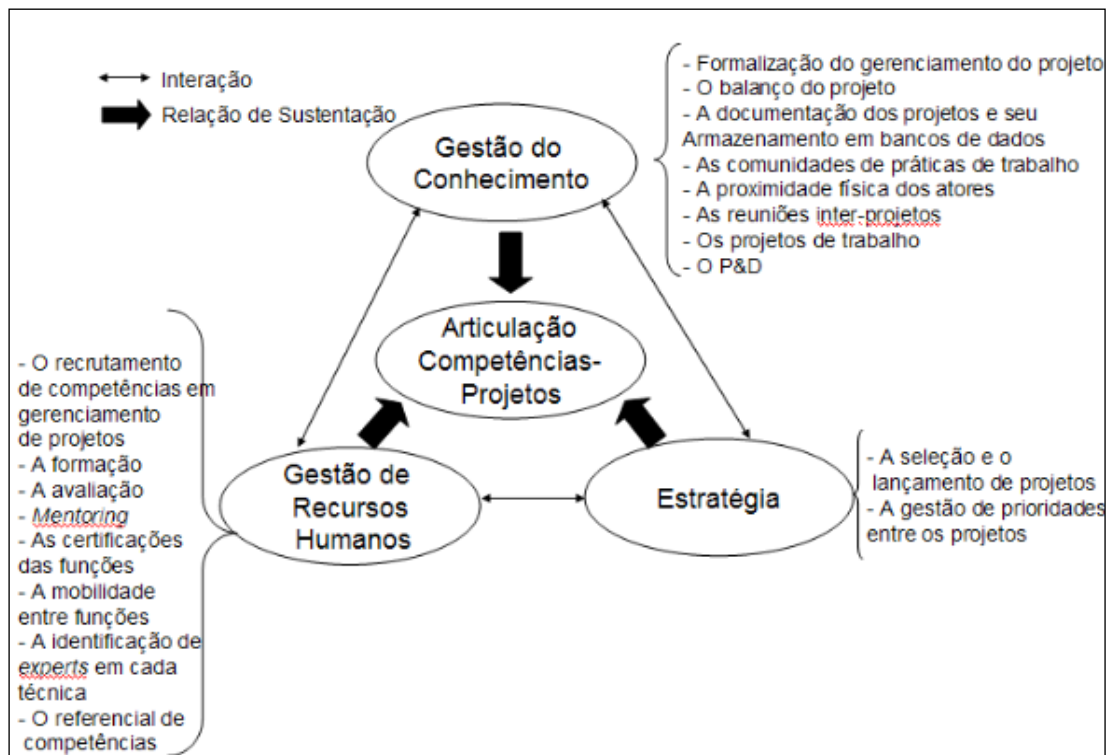 Interação
Relação de Sustentação
Gestão do
Conhecimento
- Formalização do gerenciamento do projeto
- O balanço do projeto
- A documentação dos projetos e seu
Armazenamento em bancos de dados
- As comunidades de práticas de trabalho
- A proximidade física dos atores
- As reuniões inter-projetos
- Os projetos de trabalho
- O P&D
Articulação
Competências-
Projetos
- O recrutamento
de competências em
gerenciamento
de projetos
- A formação
- A avaliação
- Mentoring
- As certificações
das funções
- A mobilidade
entre funções
- A identificação de
experts em cada
técnica
- O referencial de
competências
Gestão de
Recursos
Humanos
Estratégia
- A seleção e o
lançamento de projetos
- A gestão de prioridades
entre os projetos